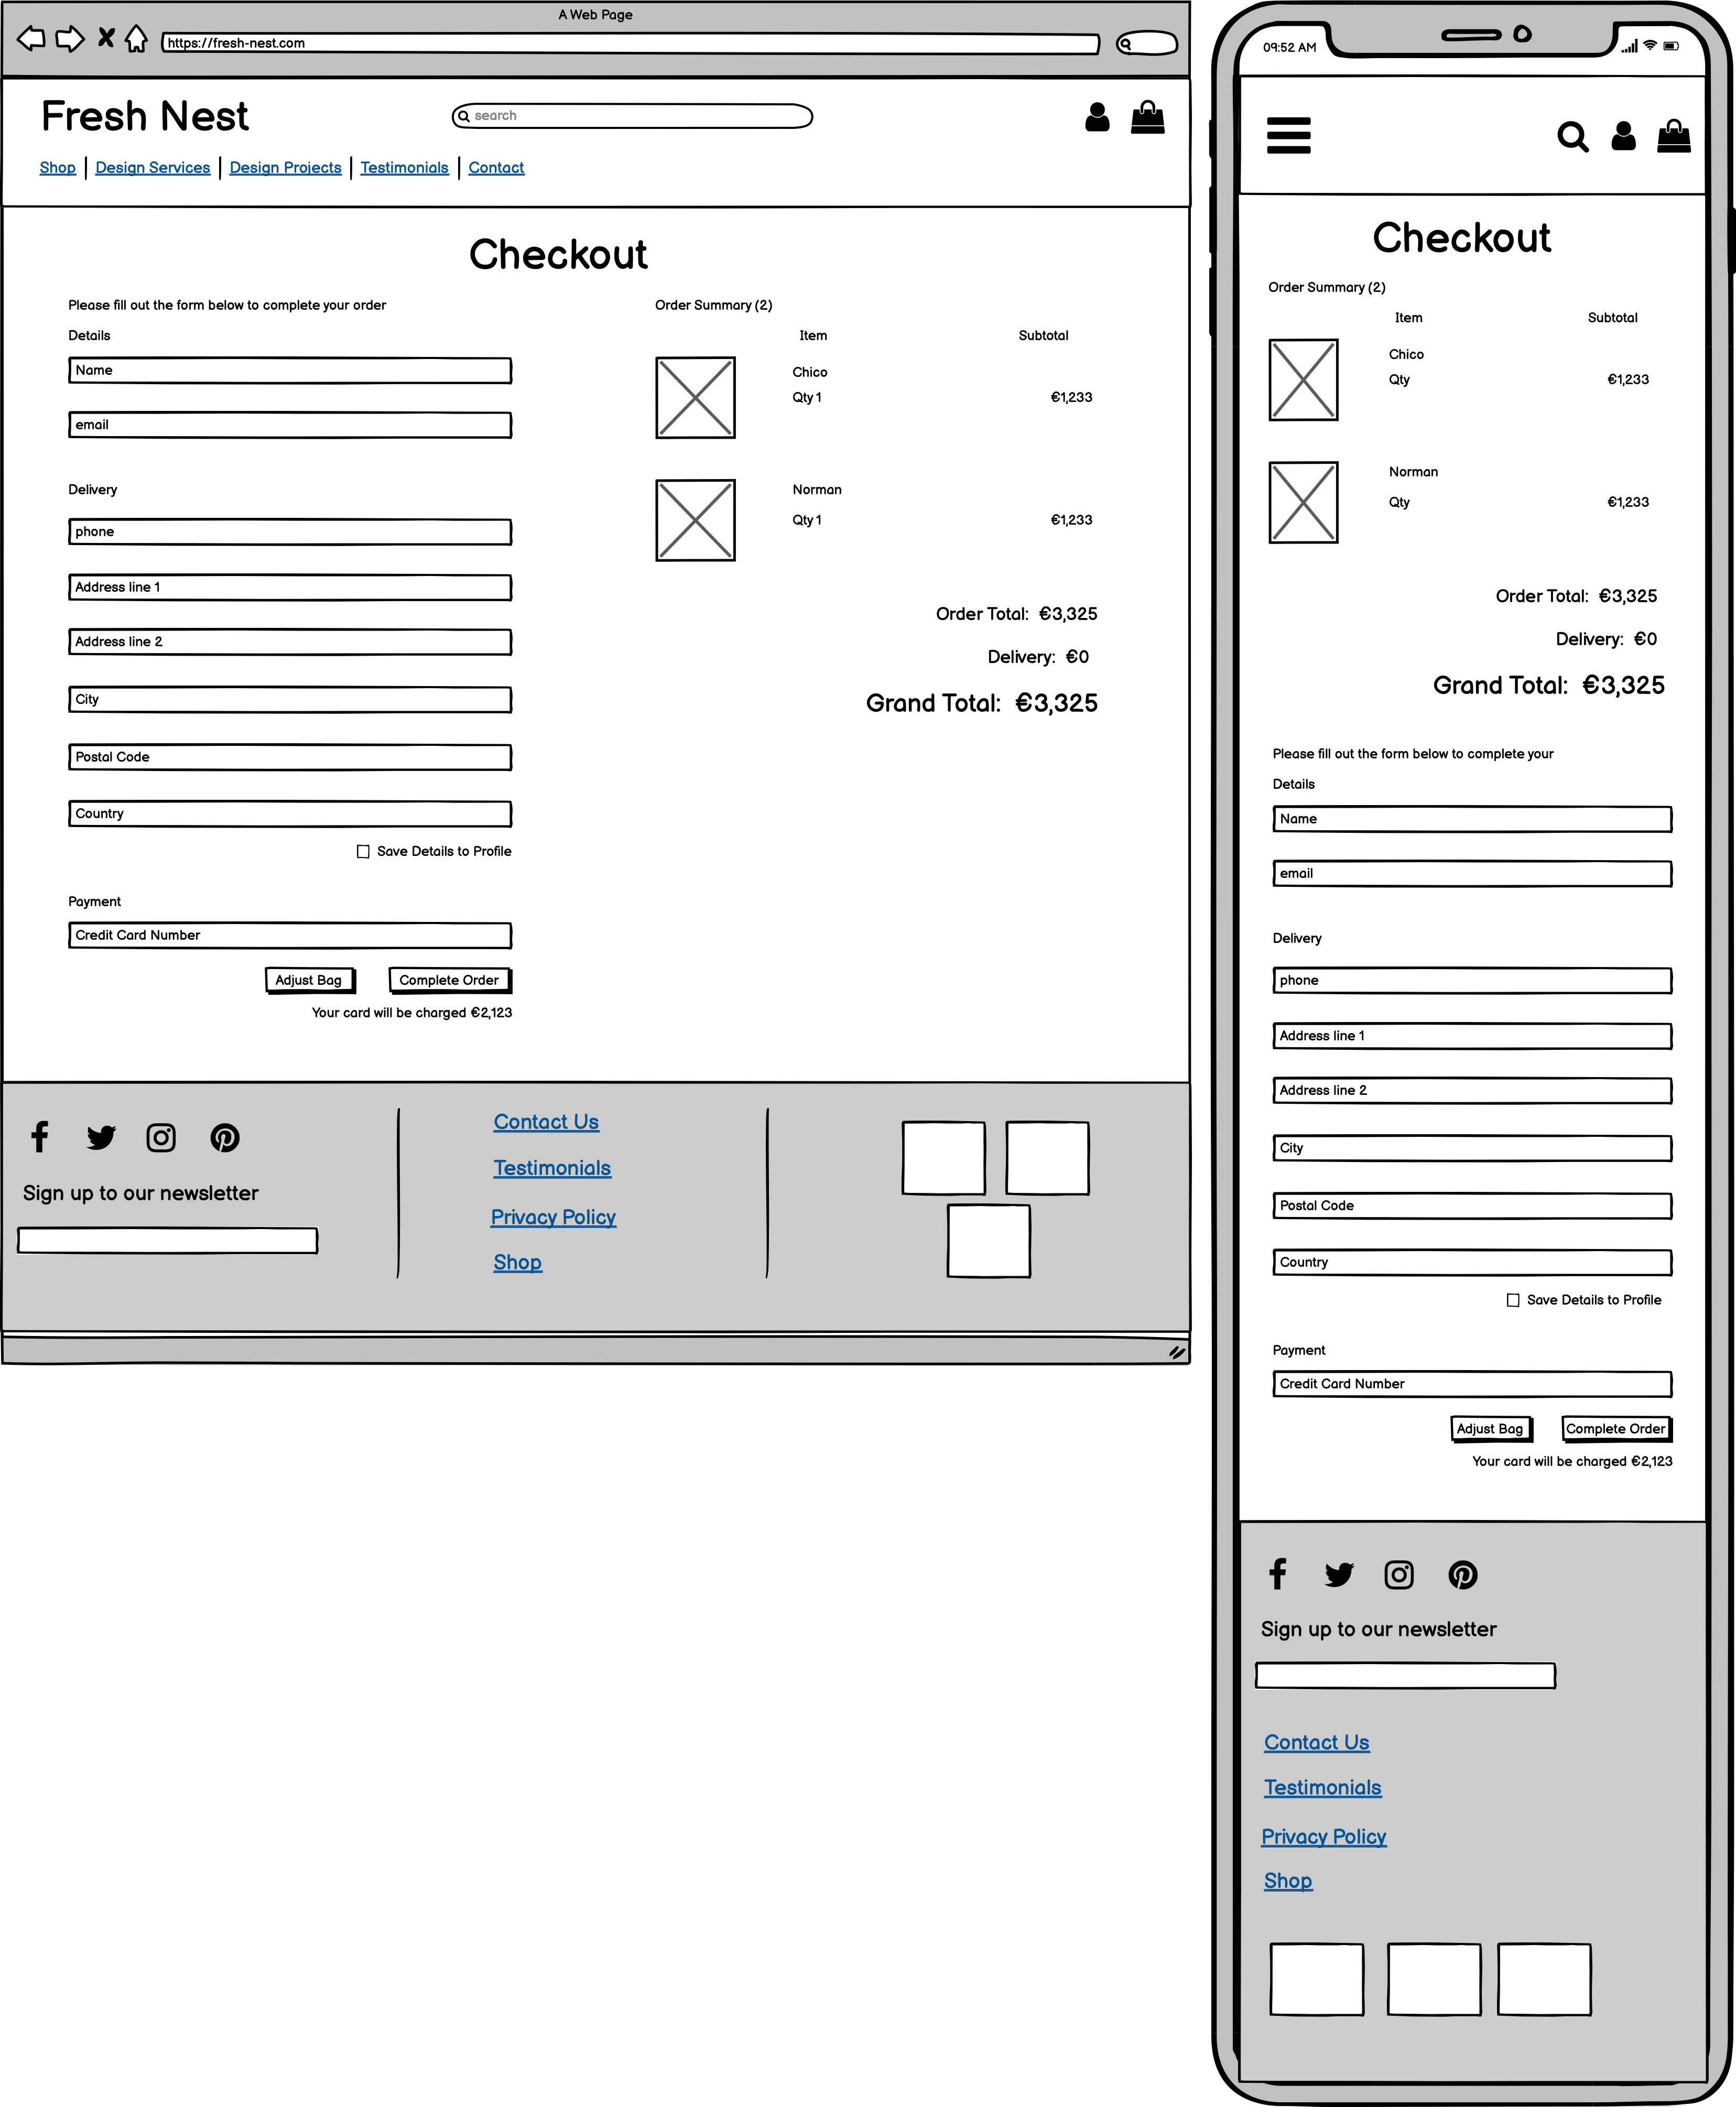 A Web Page
https://fresh-nest.com
Fresh Nest
search
Shop
Design Services
Design Projects
Testimonials
Contact
Checkout
Please fill out the form below to complete your order
Details
Name
email
Delivery
phone
Address line 1
Address line 2
City
Postal Code
Country
Save Details to Profile
Payment
Credit Card Number
Adjust Bag
Complete Order
Your card will be charged €2,123
Order Summary (2)
Item Subtotal
Chico
Qty 1 €1,233
Norman
Qty 1 €1,233
Order Total: €3,325
Delivery: €0
Grand Total: €3,325
Sign up to our newsletter
Contact Us
Testimonials
Privacy Policy
Shop
09:52 AM
Checkout
Order Summary (2)
Item Subtotal
Chico
Qty €1,233
Norman
Qty €1,233
Order Total: €3,325
Delivery: €0
Grand Total: €3,325
Please fill out the form below to complete your
Details
Name
email
Delivery
phone
Address line 1
Address line 2
City
Postal Code
Country
Save Details to Profile
Payment
Credit Card Number
Adjust Bag
Complete Order
Your card will be charged €2,123
Sign up to our newsletter
Contact Us
Testimonials
Privacy Policy
Shop